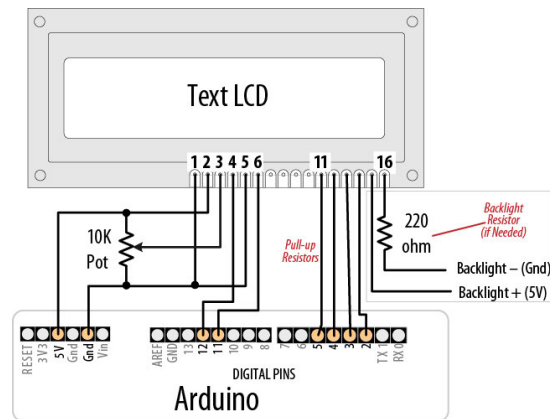 Text LCD
1 2 3 4 5 6 11 16
10K
Pot
Pull-up
Resistors
220
ohm
Backlight
Resistor
(if Needed)
Backlight – (Gnd)
Backlight + (5V)
RESET 3V3 5V Gnd Gnd Vin AREF GND 13 12 11 10 9 8 7 6 5 4 3 2 TX 1 RX0
DIGITAL PINS
Arduino